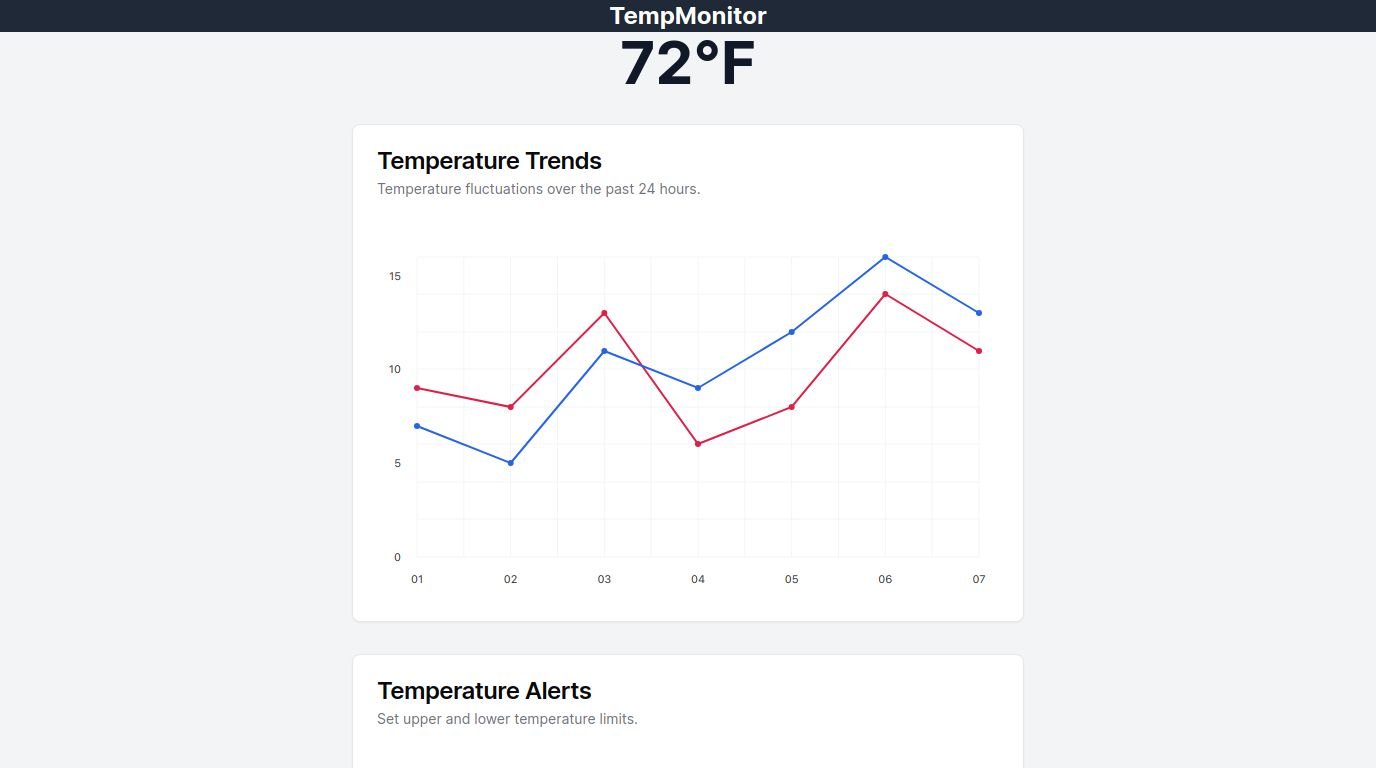 TempMonitor
72°F
Temperature Trends
Temperature fluctuations over the past 24 hours.
15
10
5
0
01 02 03 04 05 06 07
Temperature Alerts
Set upper and lower temperature limits.